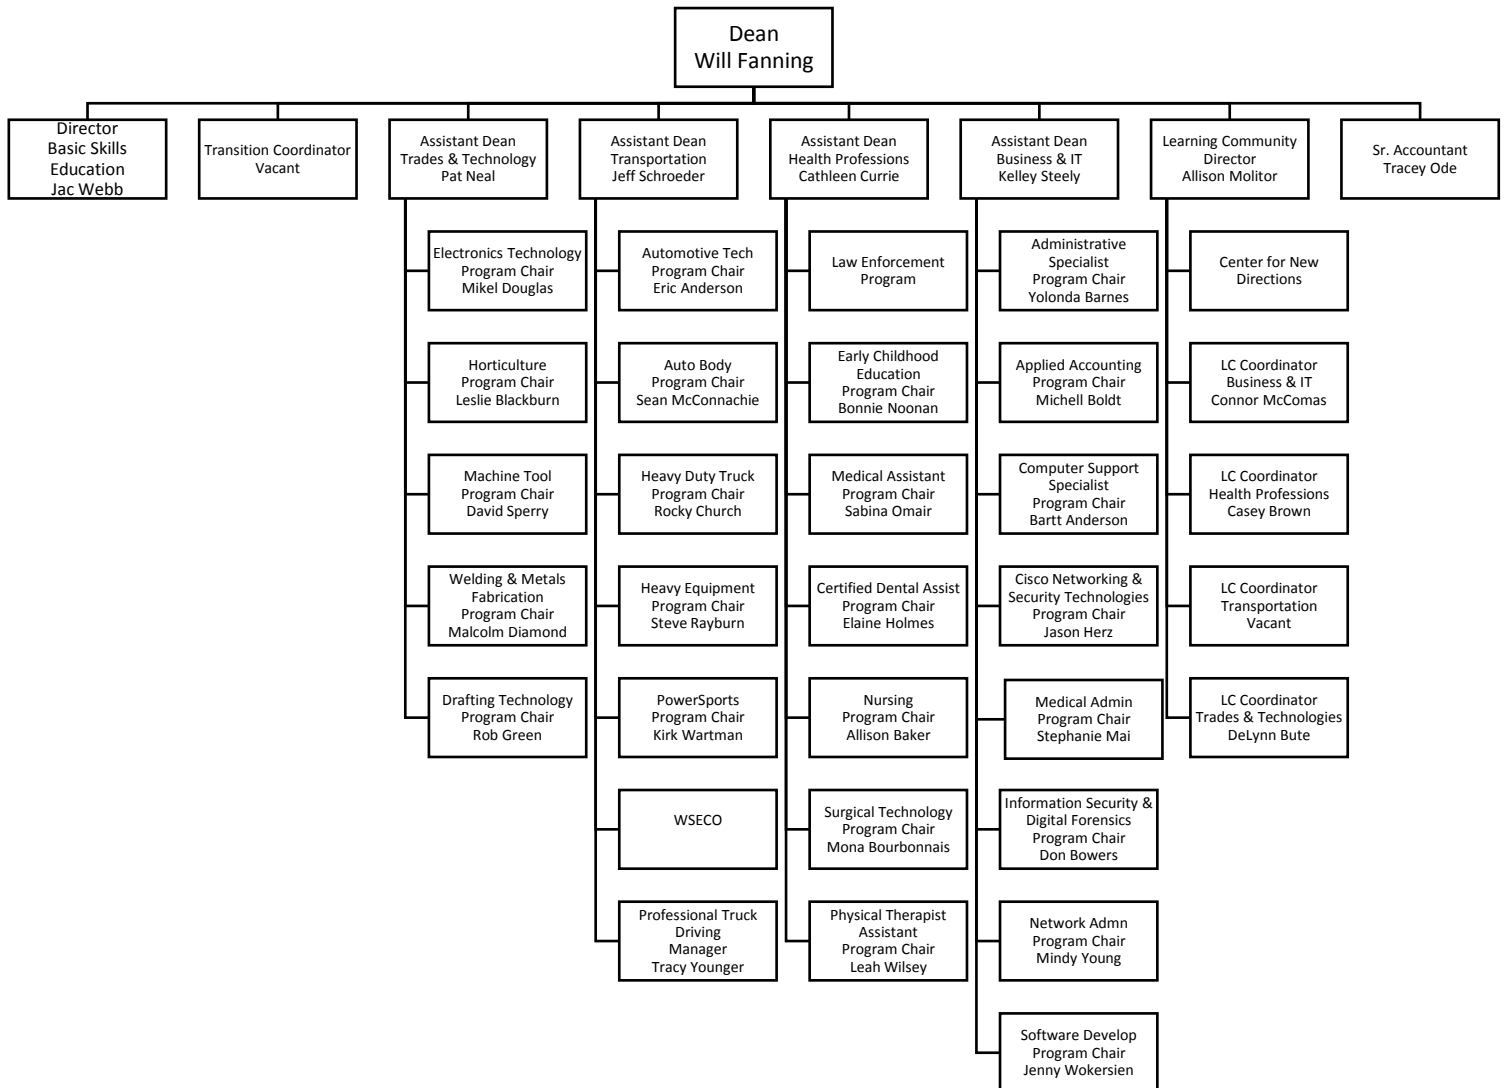 Dean
Will Fanning
Director
Basic Skills
Education
Jac Webb
Transition Coordinator
Vacant
Assistant Dean
Trades & Technology
Pat Neal
Assistant Dean
Transportation
Jeff Schroeder
Assistant Dean
Health Professions
Cathleen Currie
Assistant Dean
Business & IT
Kelley Steely
Learning Community
Director
Allison Molitor
Sr. Accountant
Tracey Ode
Electronics Technology
Program Chair
Mikel Douglas
Horticulture
Program Chair
Leslie Blackburn
Machine Tool
Program Chair
David Sperry
Welding & Metals
Fabrication
Program Chair
Malcolm Diamond
Drafting Technology
Program Chair
Rob Green
Automotive Tech
Program Chair
Eric Anderson
Auto Body
Program Chair
Sean McConnachie
Heavy Duty Truck
Program Chair
Rocky Church
Heavy Equipment
Program Chair
Steve Rayburn
PowerSports
Program Chair
Kirk Wartman
WSECO
Professional Truck
Driving
Manager
Tracy Younger
Law Enforcement
Program
Early Childhood
Education
Program Chair
Bonnie Noonan
Medical Assistant
Program Chair
Sabina Omair
Certified Dental Assist
Program Chair
Elaine Holmes
Nursing
Program Chair
Allison Baker
Surgical Technology
Program Chair
Mona Bourbonnais
Physical Therapist
Assistant
Program Chair
Leah Wilsey
Administrative
Specialist
Program Chair
Yolonda Barnes
Applied Accounting
Program Chair
Michell Boldt
Computer Support
Specialist
Program Chair
Bartt Anderson
Cisco Networking &
Security Technologies
Program Chair
Jason Herz
Medical Admin
Program Chair
Stephanie Mai
Information Security &
Digital Forensics
Program Chair
Don Bowers
Network Admn
Program Chair
Mindy Young
Software Develop
Program Chair
Jenny Wokersien
Center for New
Directions
LC Coordinator
Business & IT
Connor McComas
LC Coordinator
Health Professions
Casey Brown
LC Coordinator
Transportation
Vacant
LC Coordinator
Trades & Technologies
DeLynn Bute